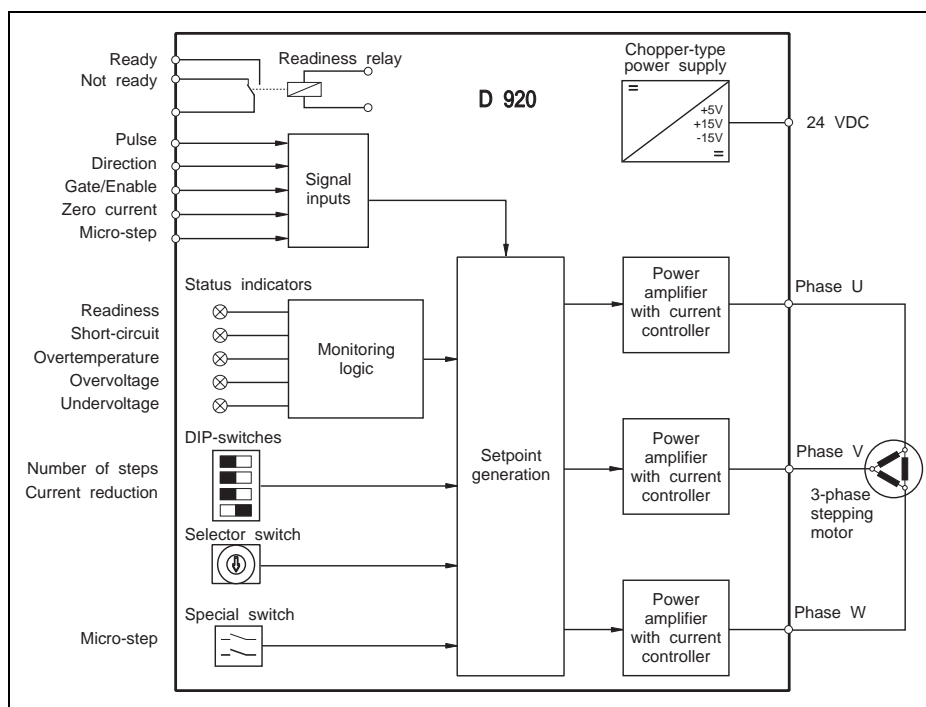 Ready
Not ready
Readiness relay
D 920
Chopper-type
power supply
=
+5V
+15V
-15V
=
24 VDC
Pulse
Direction
Gate/Enable
Zero current
Micro-step
Signal
inputs
Status indicators
Readiness
Short-circuit
Overtemperature
Overvoltage
Undervoltage
Monitoring
logic
DIP-switches
Number of steps
Current reduction
Selector switch
Special switch
Micro-step
Setpoint
generation
Power
amplifier
with current
controller
Phase U
Power
amplifier
with current
controller
Phase V
3-phase
stepping
motor
Power
amplifier
with current
controller
Phase W